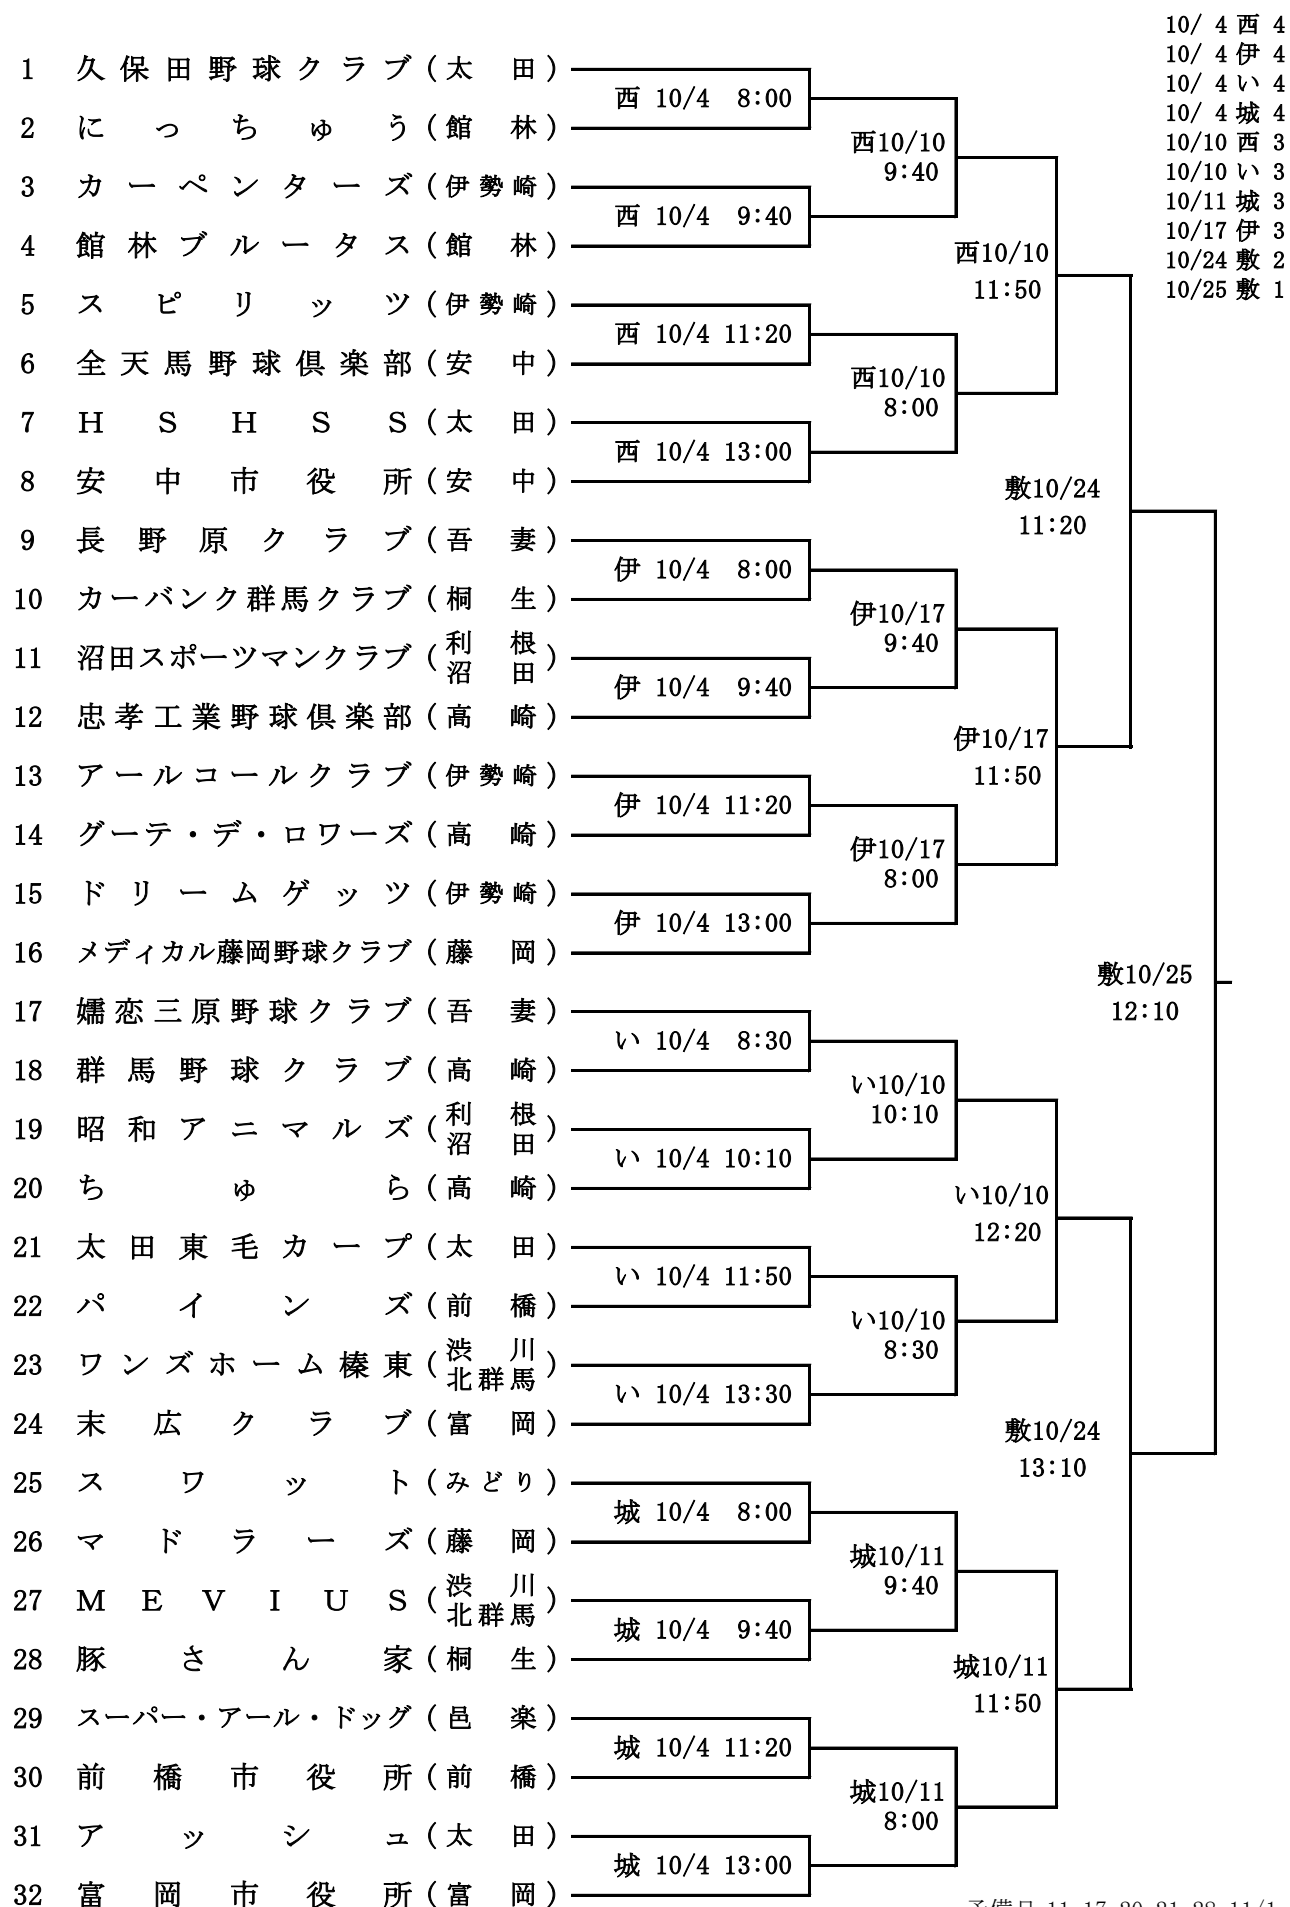 10/ 4 西 4
10/ 4 伊 4
10/ 4 い 4
10/ 4 城 4
10/10 西 3
10/10 い 3
10/11 城 3
10/17 伊 3
10/24 敷 2
10/25 敷 1
1 久保田野球クラブ(太田)
西 10/4 8:00
2 にっちゅう(館林)
西10/10
9:40
3 カーペンターズ(伊勢崎)
西 10/4 9:40
4 館林ブルータス(館林)
西10/10
11:50
5 スピリッツ(伊勢崎)
西 10/4 11:20
6 全天馬野球倶楽部(安中)
西10/10
8:00
7 HSHSS(太田)
西 10/4 13:00
8 安中市役所(安中)
敷10/24
11:20
9 長野原クラブ(吾妻)
伊 10/4 8:00
10 カーバンク群馬クラブ(桐生)
伊10/17
9:40
11 沼田スポーツマンクラブ(利根沼田)
伊 10/4 9:40
12 忠孝工業野球倶楽部(高崎)
伊10/17
11:50
13 アールコールクラブ(伊勢崎)
伊 10/4 11:20
14 グーテ・デ・ロワーズ(高崎)
伊10/17
8:00
15 ドリームゲッツ(伊勢崎)
伊 10/4 13:00
16 メディカル藤岡野球クラブ(藤岡)
敷10/25
12:10
17 嬬恋三原野球クラブ(吾妻)
い 10/4 8:30
18 群馬野球クラブ(高崎)
い10/10
10:10
19 昭和アニマルズ(利根沼田)
い 10/4 10:10
20 ちゅら(高崎)
い10/10
12:20
21 太田東毛カープ(太田)
い 10/4 11:50
22 パインズ(前橋)
い10/10
8:30
23 ワンズホーム榛東(渋川北群馬)
い 10/4 13:30
24 末広クラブ(富岡)
敷10/24
13:10
25 スワット(みどり)
城 10/4 8:00
26 マドラーズ(藤岡)
城10/11
9:40
27 MEVIUS(渋川北群馬)
城 10/4 9:40
28 豚さん家(桐生)
城10/11
11:50
29 スーパー・アール・ドッグ(邑楽)
城 10/4 11:20
30 前橋市役所(前橋)
城10/11
8:00
31 アッシュ(太田)
城 10/4 13:00
32 富岡市役所(富岡)